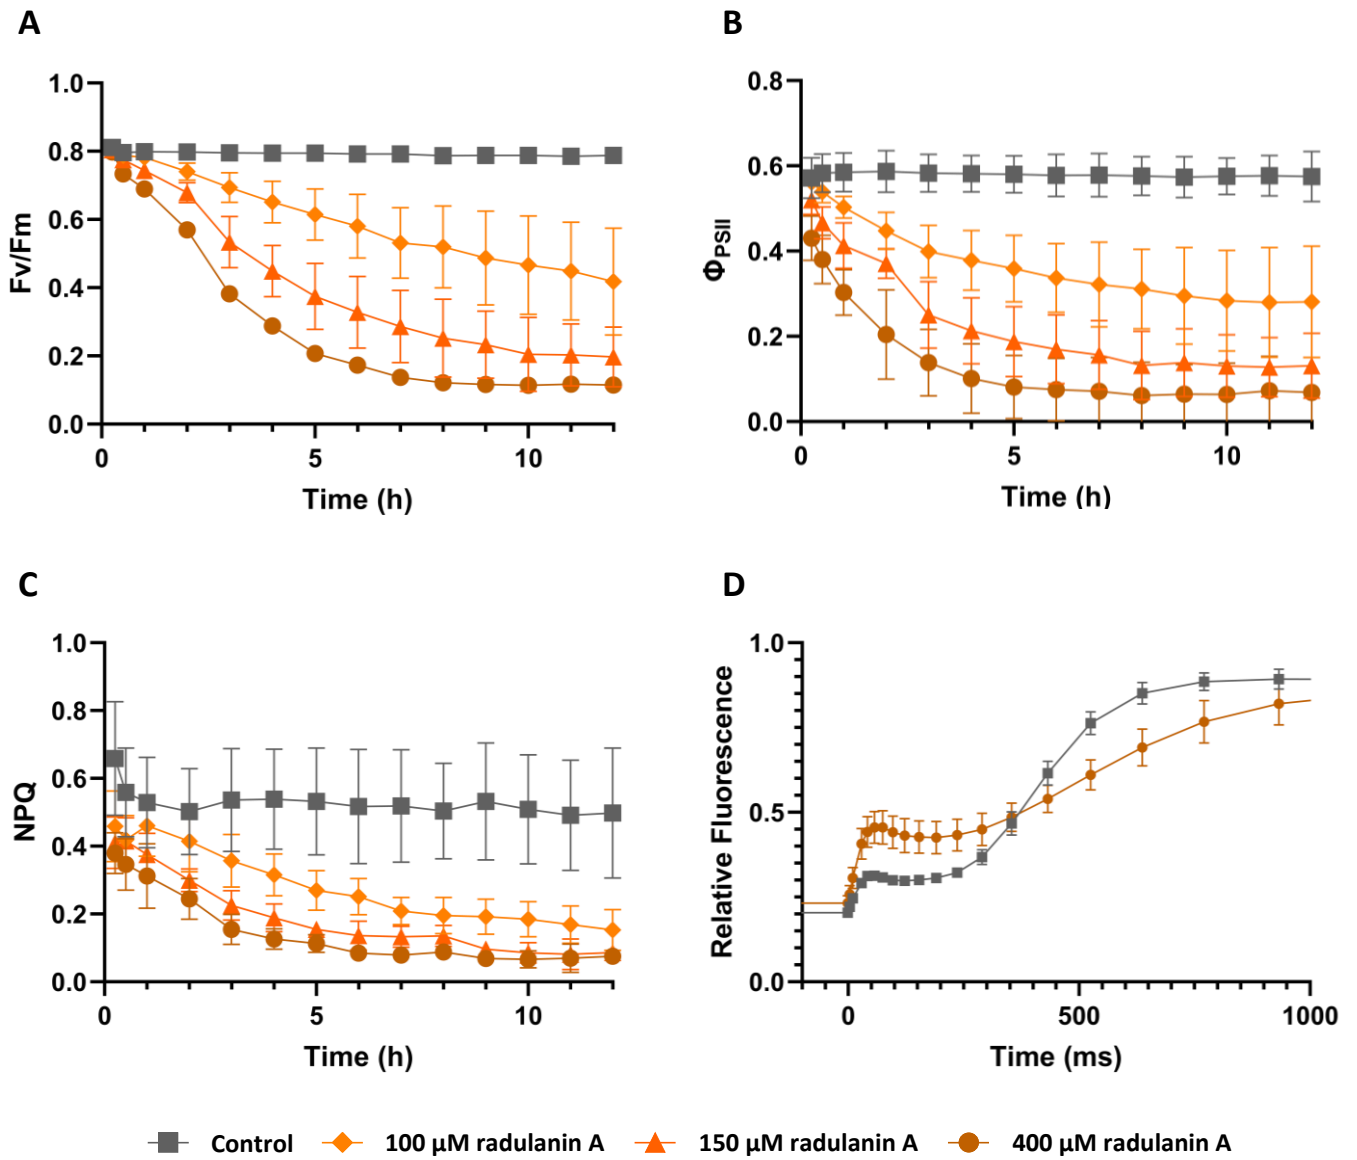 A
B
1.0
0.8
0.6
0.4
0.2
0.0
Fv/Fm
0
5
10
Time (h)
0.8
0.6
0.4
0.2
0.0
ΦPSII
0
5
10
Time (h)
C
D
1.0
0.8
0.6
0.4
0.2
0.0
NPQ
0
5
10
Time (h)
1.0
0.5
0.0
Relative Fluorescence
0
500
1000
Time (ms)
Control
100 μM radulanin A
150 μM radulanin A
400 μM radulanin A